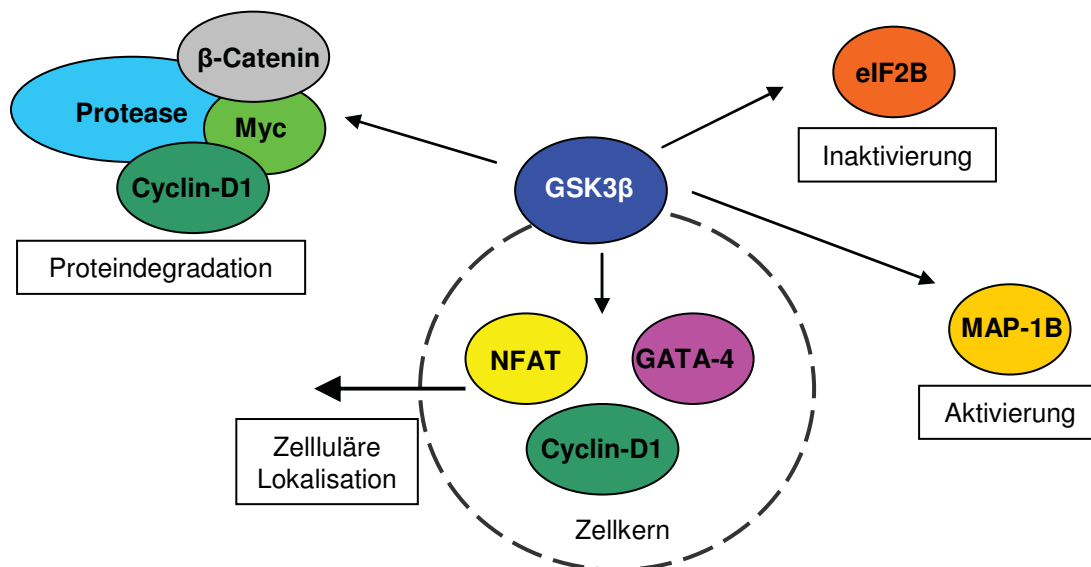 β-Catenin
Protease
Myc
Cyclin-D1
Proteindegradation
GSK3β
eIF2B
Inaktivierung
MAP-1B
Aktivierung
NFAT
GATA-4
Cyclin-D1
Zellluläre
Lokalisation
Zellkern